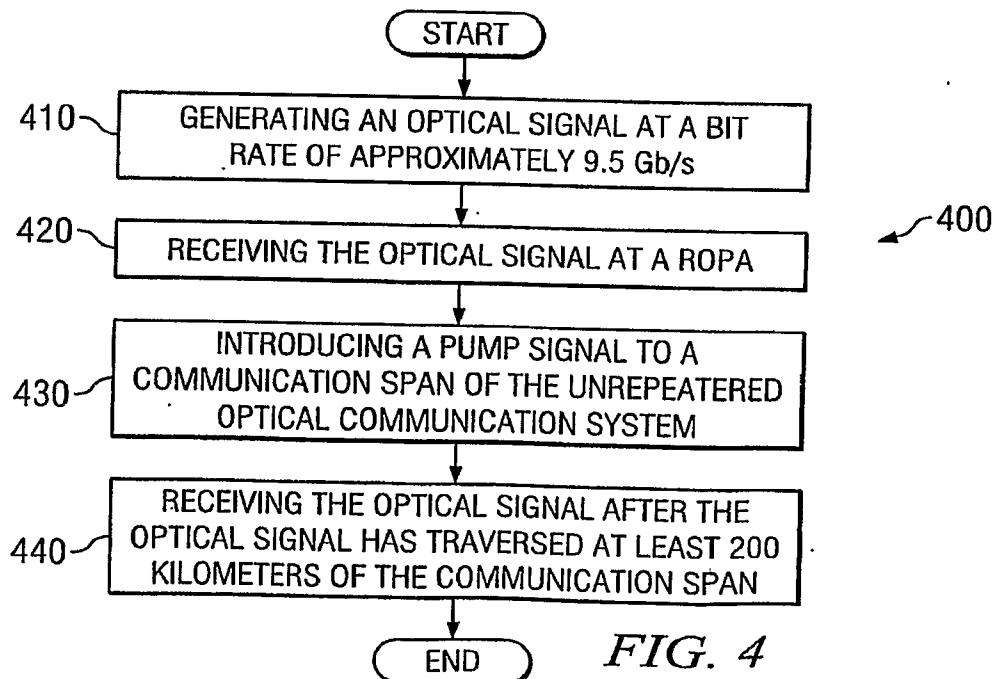 START
410
GENERATING AN OPTICAL SIGNAL AT A BIT
RATE OF APPROXIMATELY 9.5 Gb/s
420
RECEIVING THE OPTICAL SIGNAL AT A ROPA
400
430
INTRODUCING A PUMP SIGNAL TO A
COMMUNICATION SPAN OF THE UNREPEATERED
OPTICAL COMMUNICATION SYSTEM
440
RECEIVING THE OPTICAL SIGNAL AFTER THE
OPTICAL SIGNAL HAS TRAVERSED AT LEAST 200
KILOMETERS OF THE COMMUNICATION SPAN
END
FIG. 4